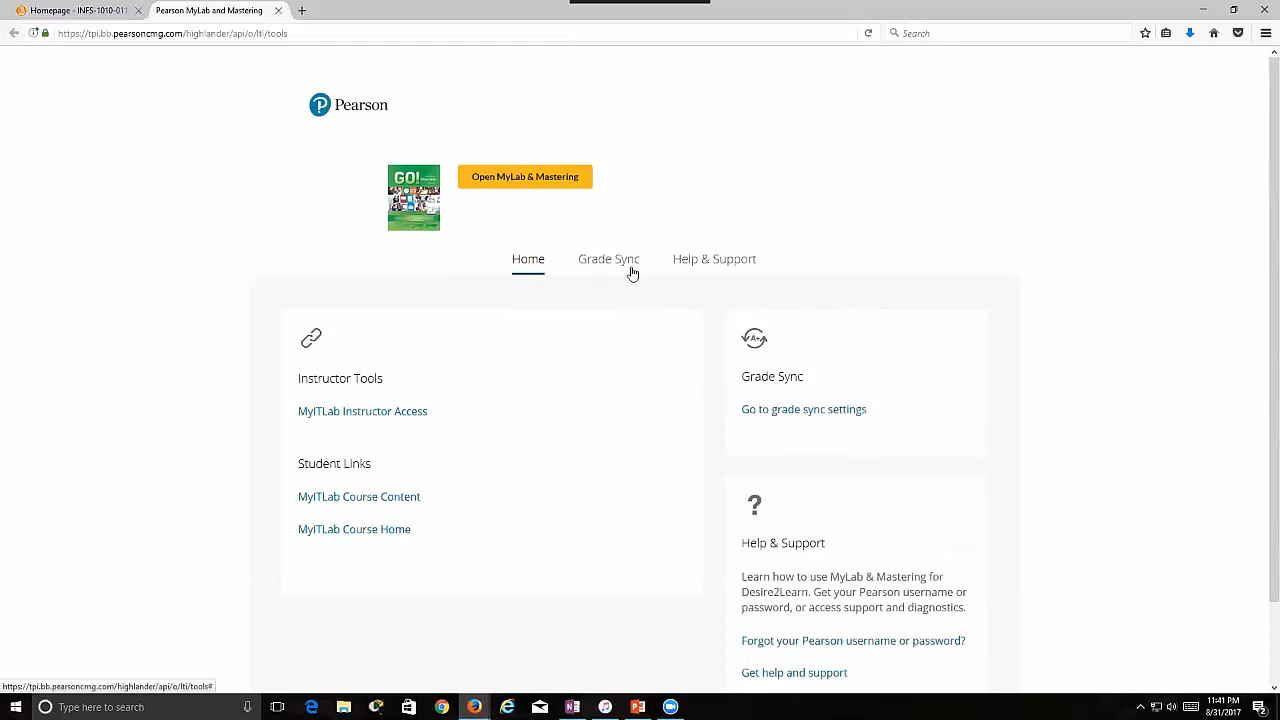 Homepage - INFS-1010-011
Pearson MyLab and Mastering
https://tpi.bb.pearsoncmg.com/highlander/api/o/lti/tools
Search
Pearson
GO!
Open MyLab & Mastering
Home
Grade Sync
Help & Support
Instructor Tools
MyITLab Instructor Access
Student Links
MyITLab Course Content
MyITLab Course Home
A+
Grade Sync
Go to grade sync settings
Help & Support
Learn how to use MyLab & Mastering for
Desire2Learn. Get your Pearson username or
password, or access support and diagnostics.
Forgot your Pearson username or password?
Get help and support
https://tpi.bb.pearsoncmg.com/highlander/api/o/lti/tools#
Type here to search
11:41 PM
8/31/2017